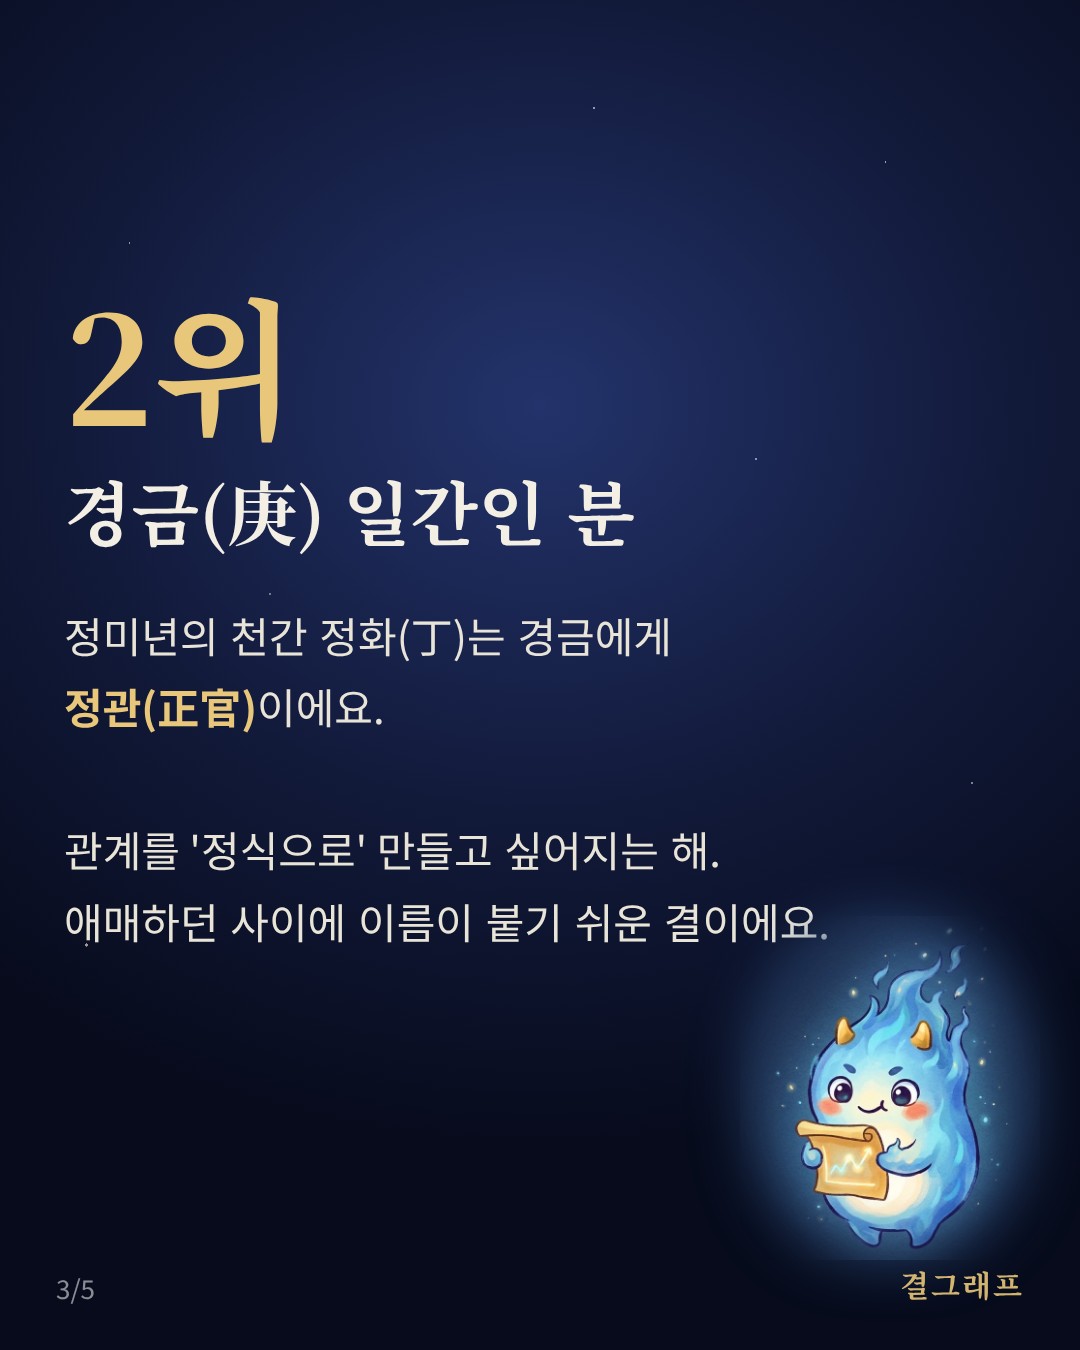 2위
경금(庚) 일간인 분
정미년의 천간 정화(丁)는 경금에게
정관(正官)이에요.
관계를 '정식으로' 만들고 싶어지는 해.
애매하던 사이에 이름이 붙기 쉬운 결이에요.
3/5
결그래프